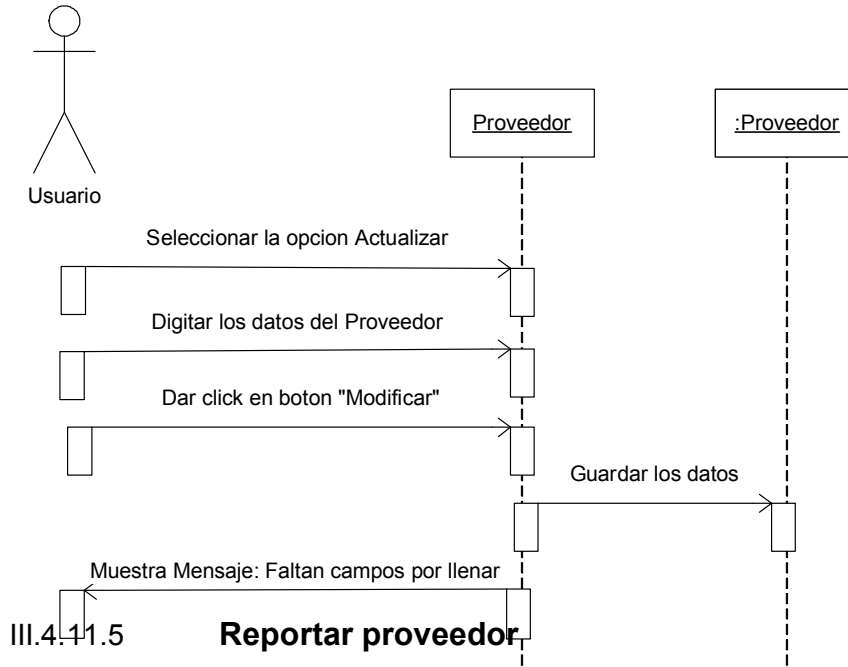 Proveedor
:Proveedor
Usuario
Seleccionar la opcion Actualizar
Digitar los datos del Proveedor
Dar click en boton "Modificar"
Guardar los datos
Muestra Mensaje: Faltan campos por llenar
III.4.11.5 Reportar proveedor